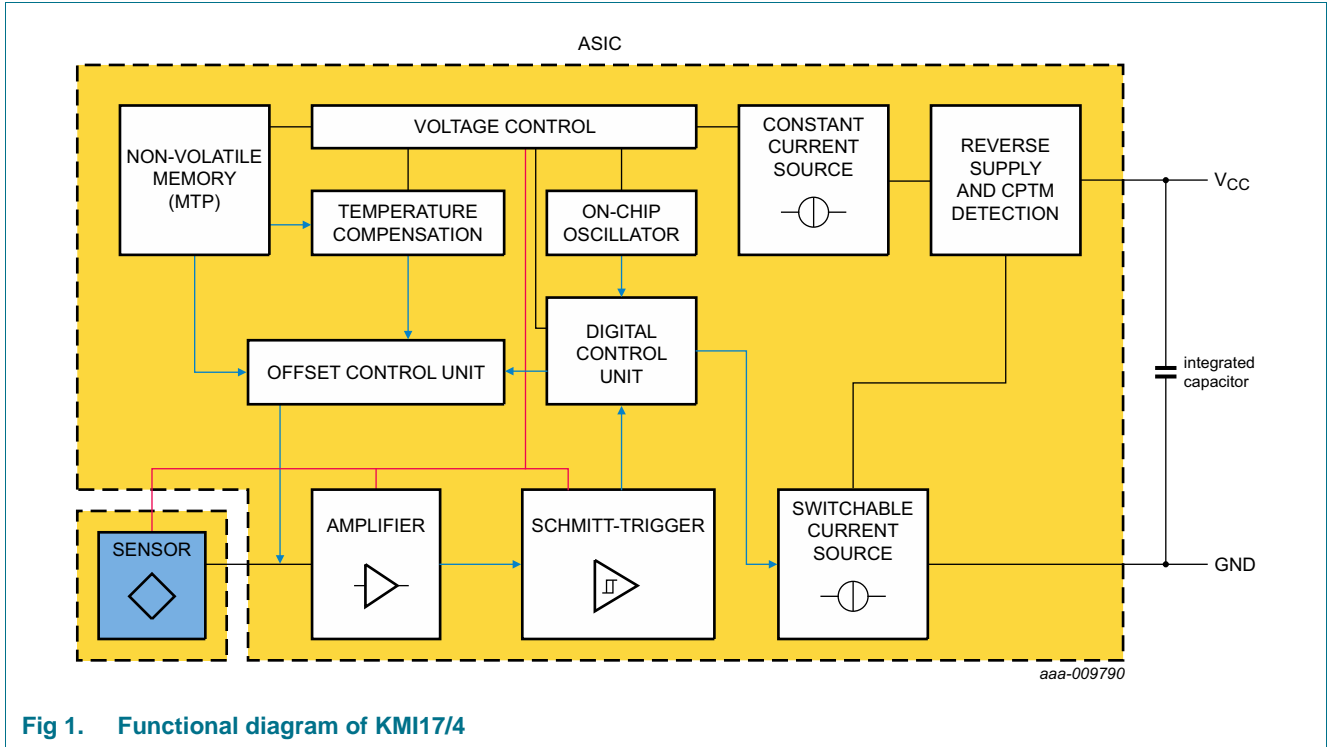 ASIC
NON-VOLATILE
MEMORY
(MTP)
VOLTAGE CONTROL
CONSTANT
CURRENT
SOURCE
REVERSE
SUPPLY
AND CPTM
DETECTION
VCC
TEMPERATURE
COMPENSATION
ON-CHIP
OSCILLATOR
OFFSET CONTROL UNIT
DIGITAL
CONTROL
UNIT
integrated
capacitor
SENSOR
AMPLIFIER
SCHMITT-TRIGGER
SWITCHABLE
CURRENT
SOURCE
GND
aaa-009790
Fig 1. Functional diagram of KMI17/4